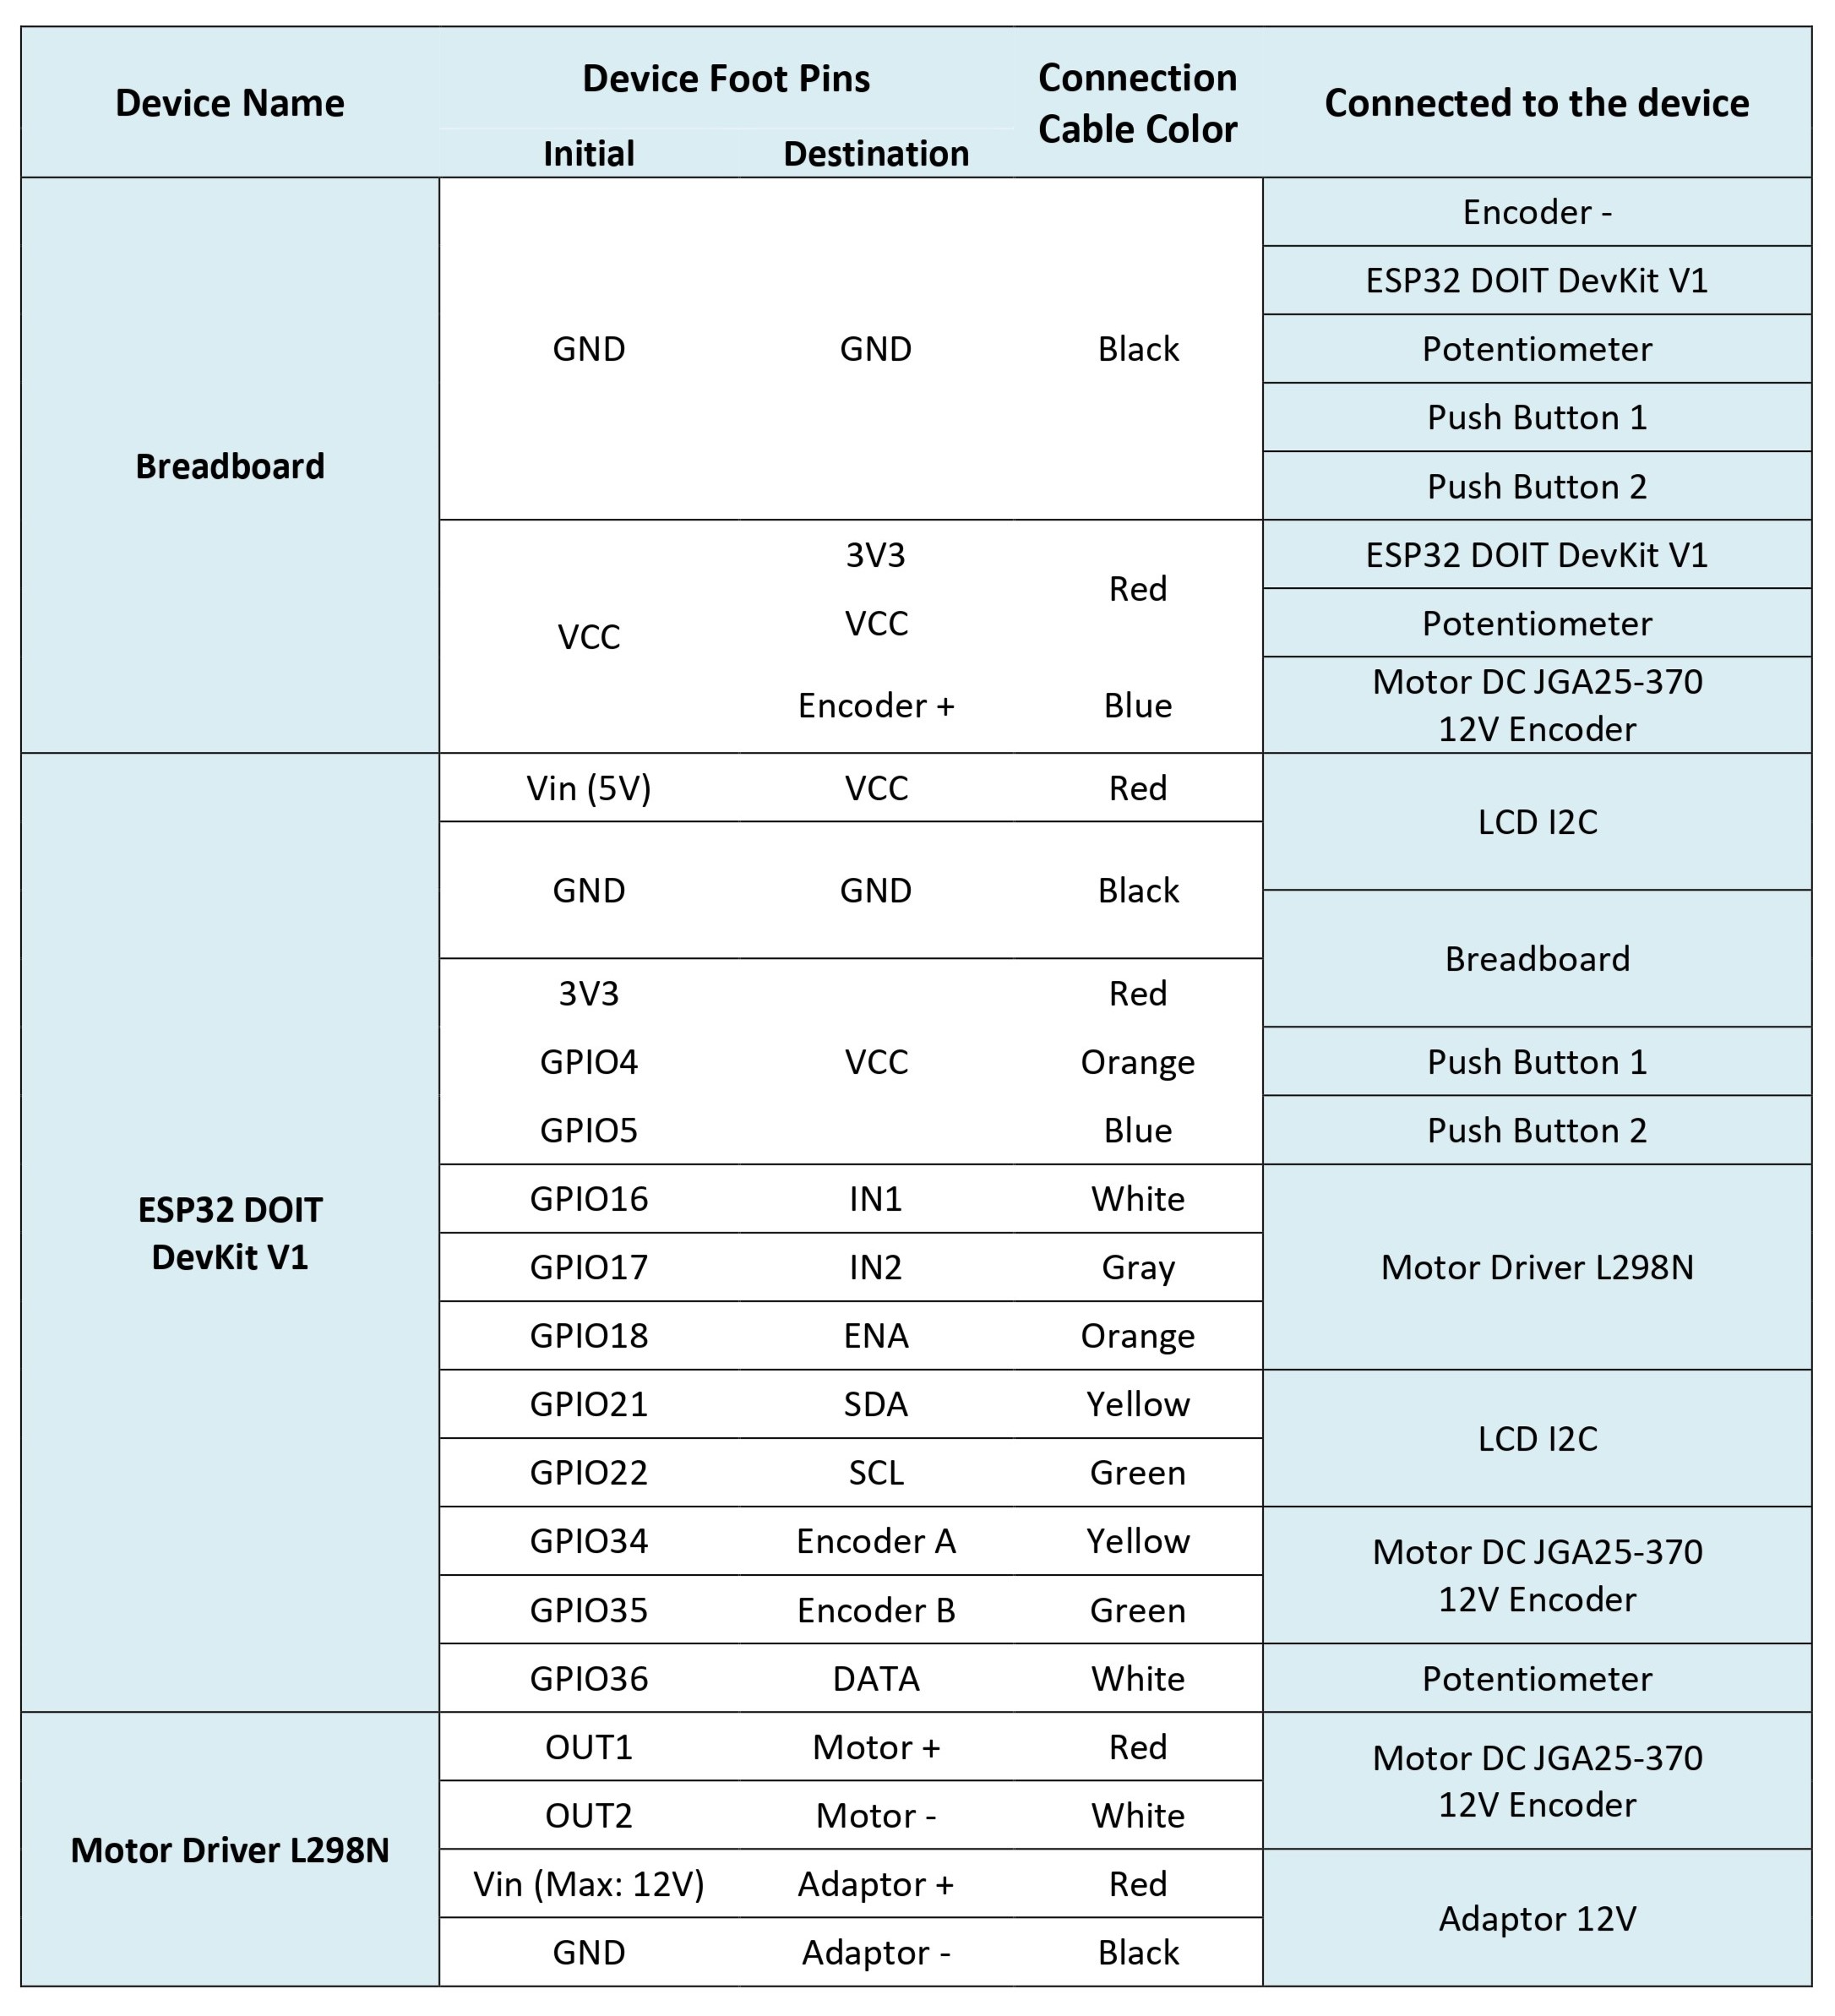 Device Name
Device Foot Pins
Connection
Cable Color
Connected to the device
Initial
Destination
Breadboard
GND
GND
Black
Encoder -
ESP32 DOIT DevKit V1
Potentiometer
Push Button 1
Push Button 2
VCC
3V3
Red
ESP32 DOIT DevKit V1
VCC
Potentiometer
Encoder +
Blue
Motor DC JGA25-370
12V Encoder
ESP32 DOIT
DevKit V1
Vin (5V)
VCC
Red
LCD I2C
GND
GND
Black
Breadboard
3V3
Red
GPIO4
VCC
Orange
Push Button 1
GPIO5
Blue
Push Button 2
GPIO16
IN1
White
Motor Driver L298N
GPIO17
IN2
Gray
GPIO18
ENA
Orange
GPIO21
SDA
Yellow
LCD I2C
GPIO22
SCL
Green
GPIO34
Encoder A
Yellow
Motor DC JGA25-370
12V Encoder
GPIO35
Encoder B
Green
GPIO36
DATA
White
Potentiometer
Motor Driver L298N
OUT1
Motor +
Red
Motor DC JGA25-370
12V Encoder
OUT2
Motor -
White
Vin (Max: 12V)
Adaptor +
Red
Adaptor 12V
GND
Adaptor -
Black